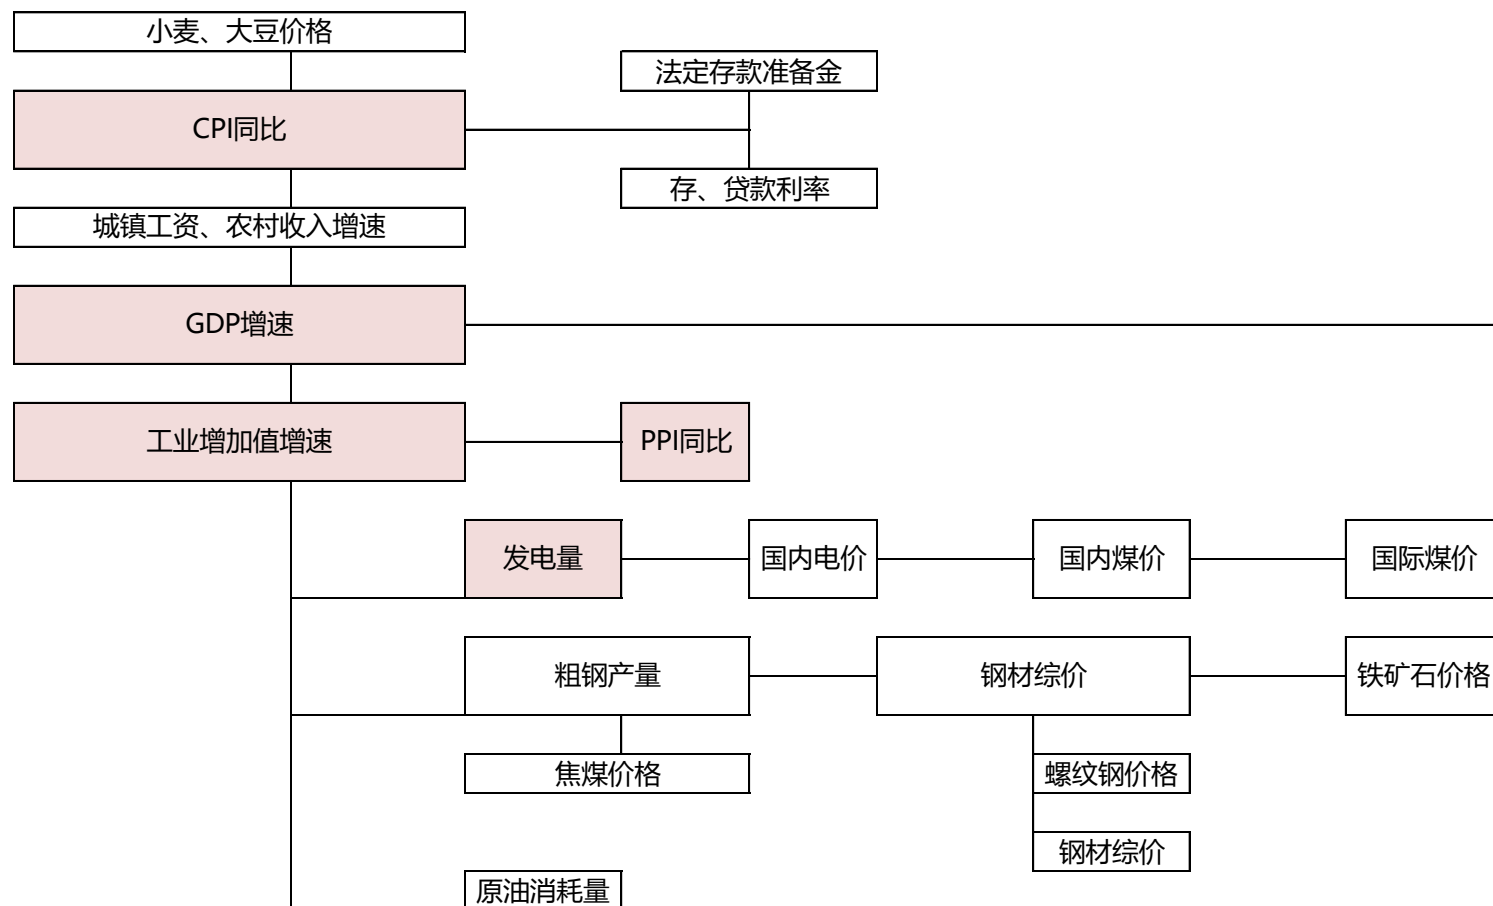 小麦、大豆价格
法定存款准备金
CPI同比
存、贷款利率
城镇工资、农村收入增速
GDP增速
工业增加值增速
PPI同比
发电量
国内电价
国内煤价
国际煤价
粗钢产量
钢材综价
铁矿石价格
焦煤价格
螺纹钢价格
钢材综价
原油消耗量